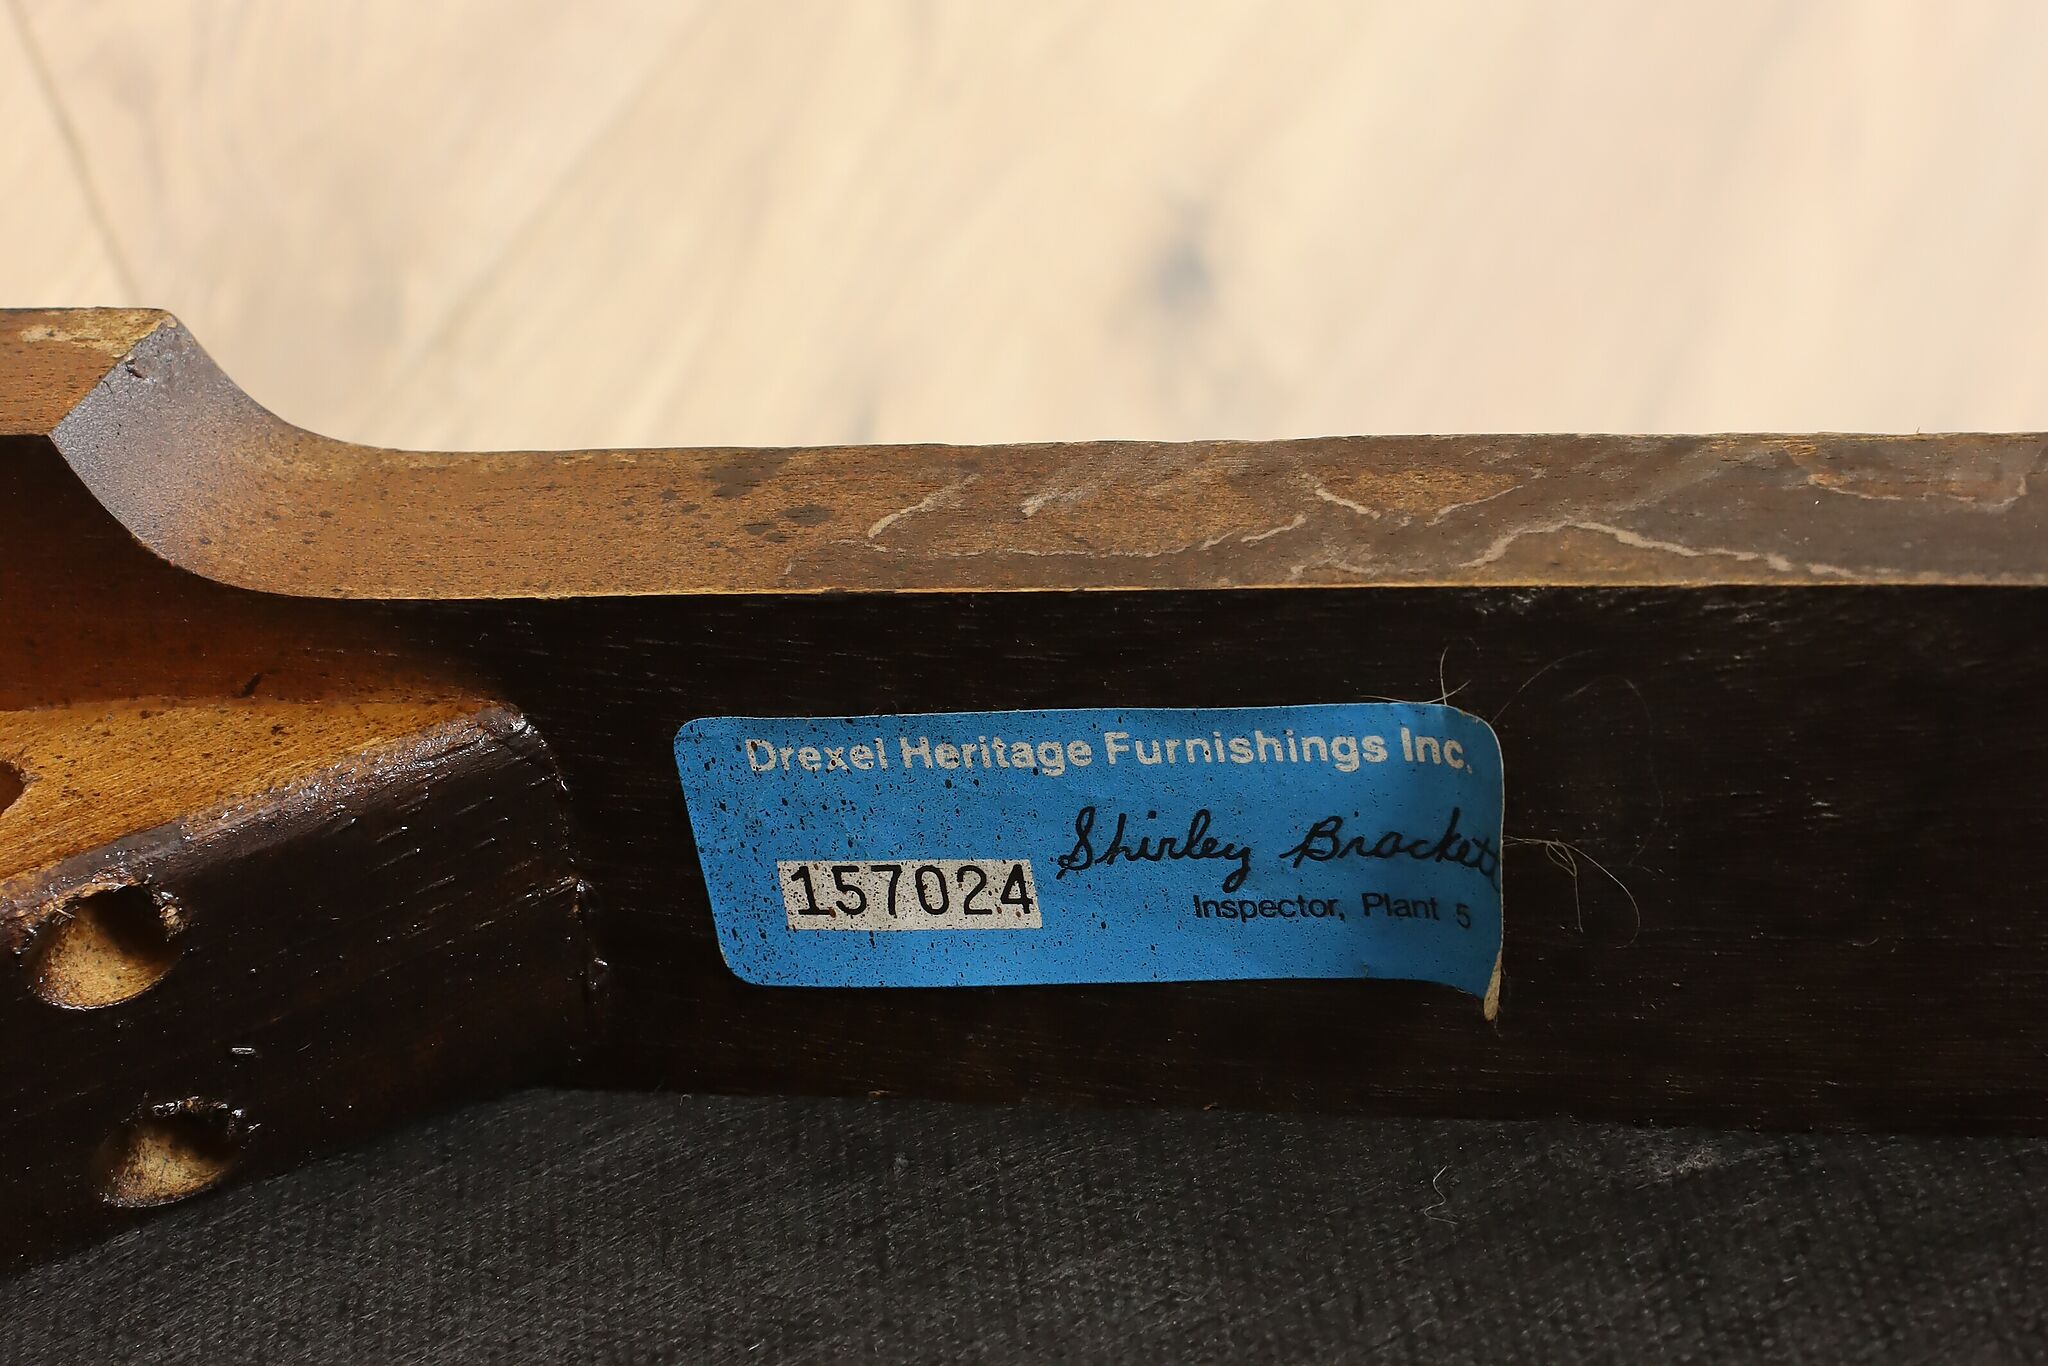 Drexel Heritage Furnishings Inc.
Shirley Brackett
157024
Inspector, Plant 5